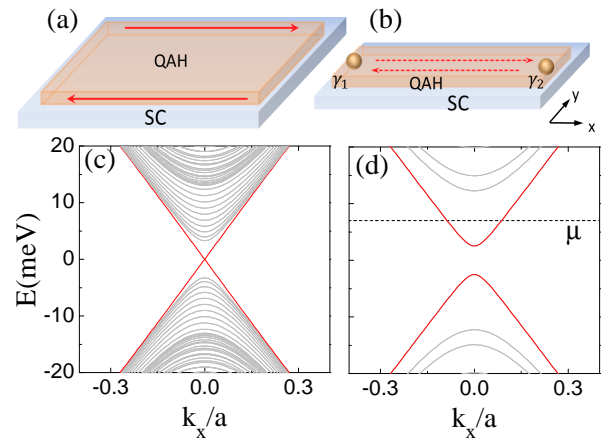 (a)
QAH
SC
(b)
γ1
γ2
QAH
SC
y
x
(c)
20
10
0
-10
-20
E(meV)
-0.3
0.0
0.3
kx/a
(d)
μ
-0.3
0.0
0.3
kx/a